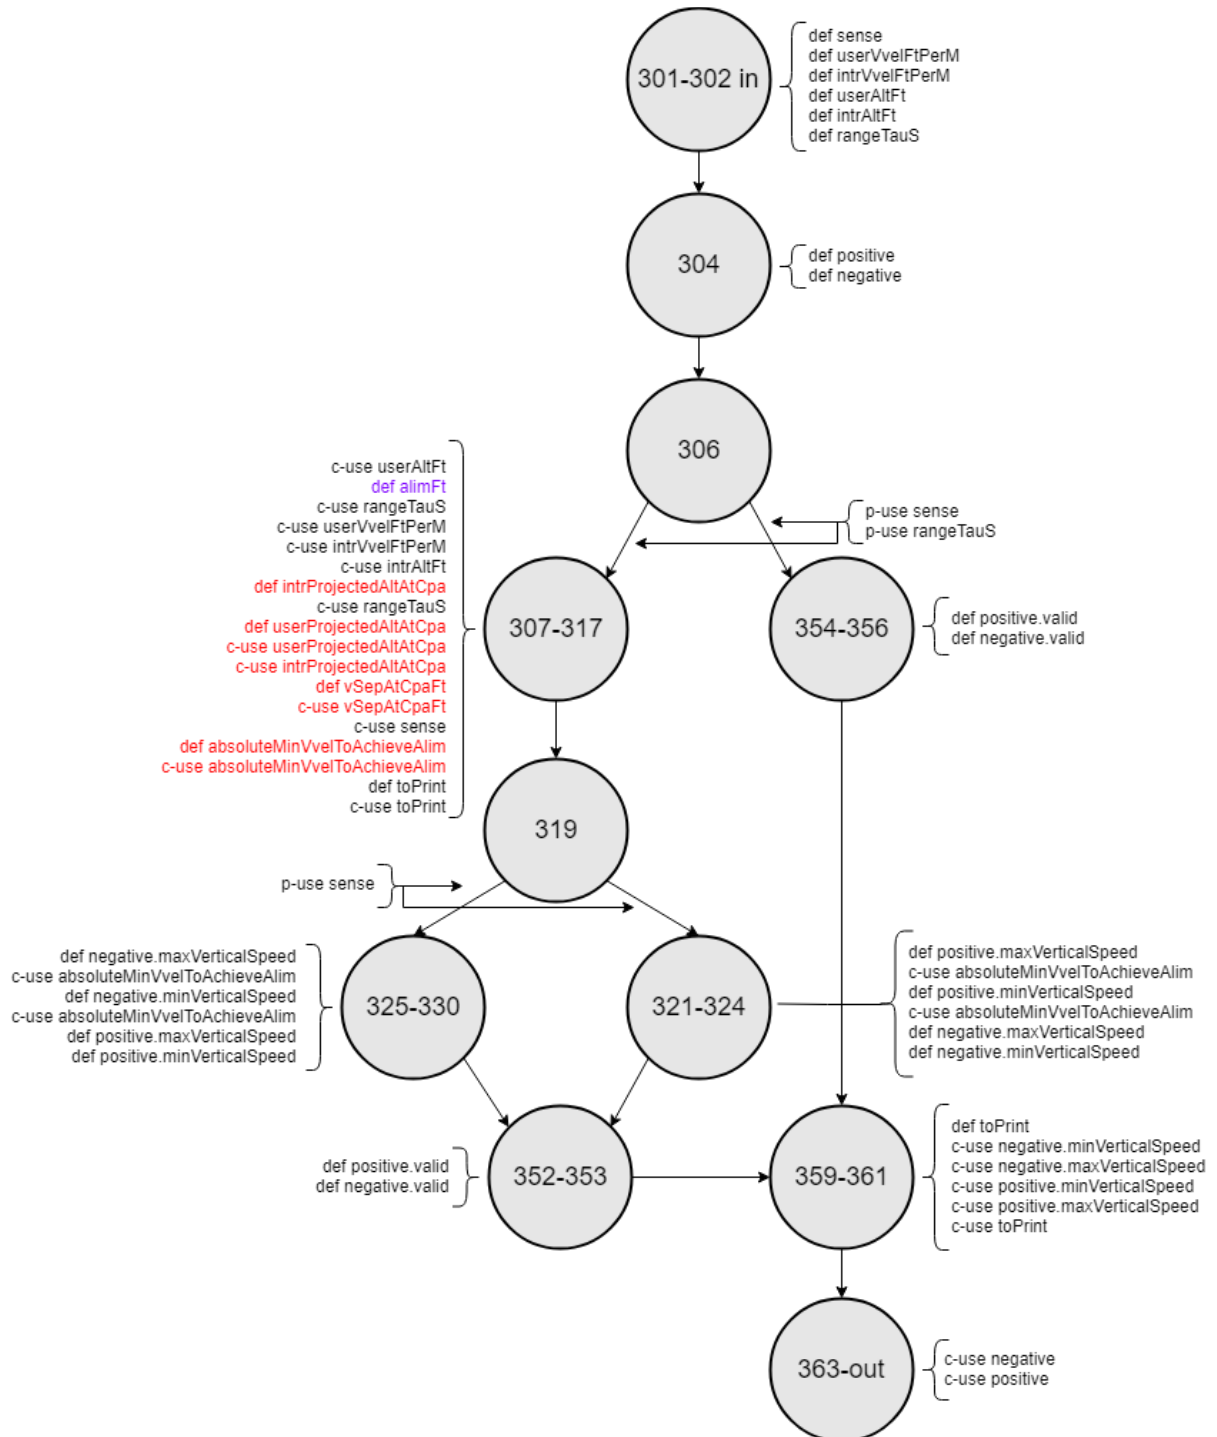 301-302 in
def sense
def userVvelFtPerM
def intrVvelFtPerM
def userAltFt
def intrAltFt
def rangeTauS
304
def positive
def negative
306
p-use sense
p-use rangeTauS
c-use userAltFt
def alimFt
c-use rangeTauS
c-use userVvelFtPerM
c-use intrVvelFtPerM
c-use intrAltFt
def intrProjectedAltAtCpa
c-use rangeTauS
def userProjectedAltAtCpa
c-use userProjectedAltAtCpa
c-use intrProjectedAltAtCpa
def vSepAtCpaFt
c-use vSepAtCpaFt
c-use sense
def absoluteMinVvelToAchieveAlim
c-use absoluteMinVvelToAchieveAlim
def toPrint
c-use toPrint
307-317
354-356
def positive.valid
def negative.valid
319
p-use sense
def negative.maxVerticalSpeed
c-use absoluteMinVvelToAchieveAlim
def negative.minVerticalSpeed
c-use absoluteMinVvelToAchieveAlim
def positive.maxVerticalSpeed
def positive.minVerticalSpeed
325-330
321-324
def positive.maxVerticalSpeed
c-use absoluteMinVvelToAchieveAlim
def positive.minVerticalSpeed
c-use absoluteMinVvelToAchieveAlim
def negative.maxVerticalSpeed
def negative.minVerticalSpeed
def positive.valid
def negative.valid
352-353
359-361
def toPrint
c-use negative.minVerticalSpeed
c-use negative.maxVerticalSpeed
c-use positive.minVerticalSpeed
c-use positive.maxVerticalSpeed
c-use toPrint
363-out
c-use negative
c-use positive